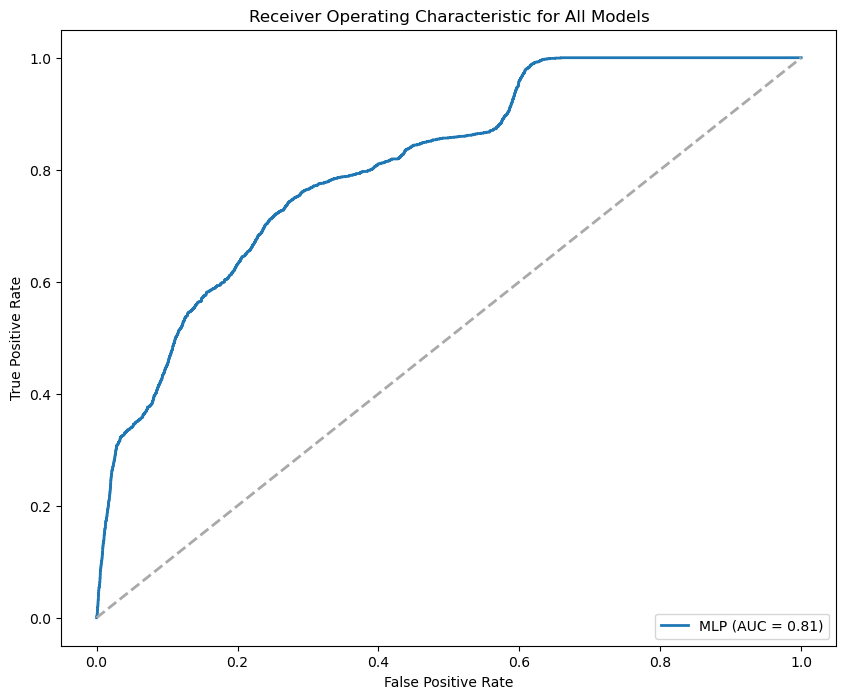 Receiver Operating Characteristic for All Models
True Positive Rate
1.0
0.8
0.6
0.4
0.2
0.0
MLP (AUC = 0.81)
0.0 0.2 0.4 0.6 0.8 1.0
False Positive Rate